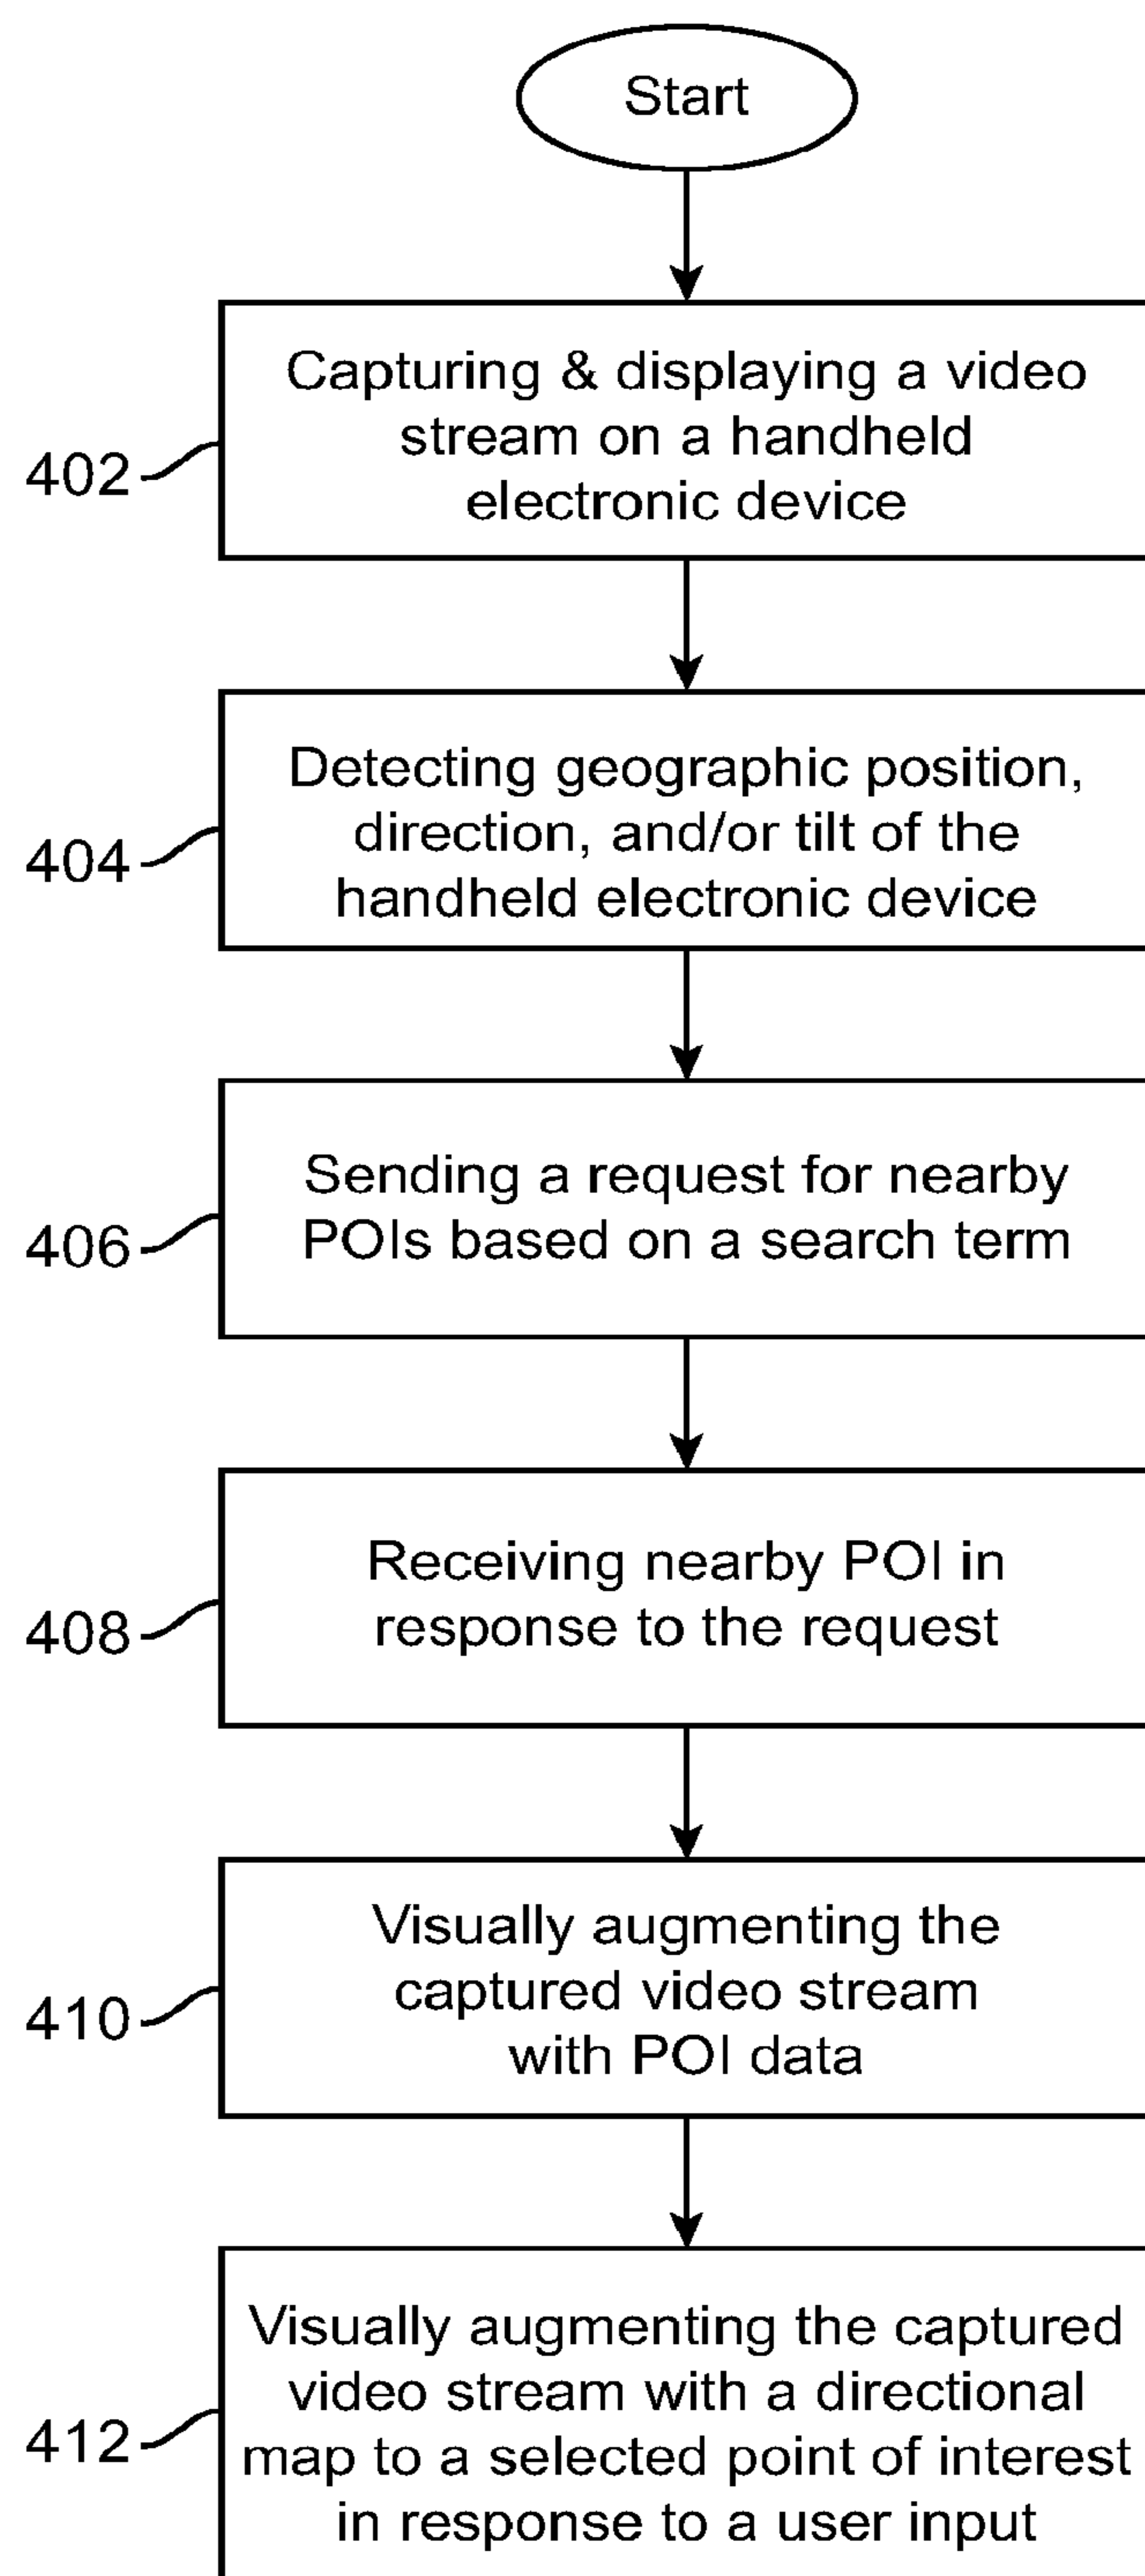 Start
Capturing & displaying a video
stream on a handheld
electronic device
402
Detecting geographic position,
direction, and/or tilt of the
handheld electronic device
404
Sending a request for nearby
POIs based on a search term
406
Receiving nearby POI in
response to the request
408
Visually augmenting the
captured video stream
with POI data
410
Visually augmenting the captured
video stream with a directional
map to a selected point of interest
in response to a user input
412